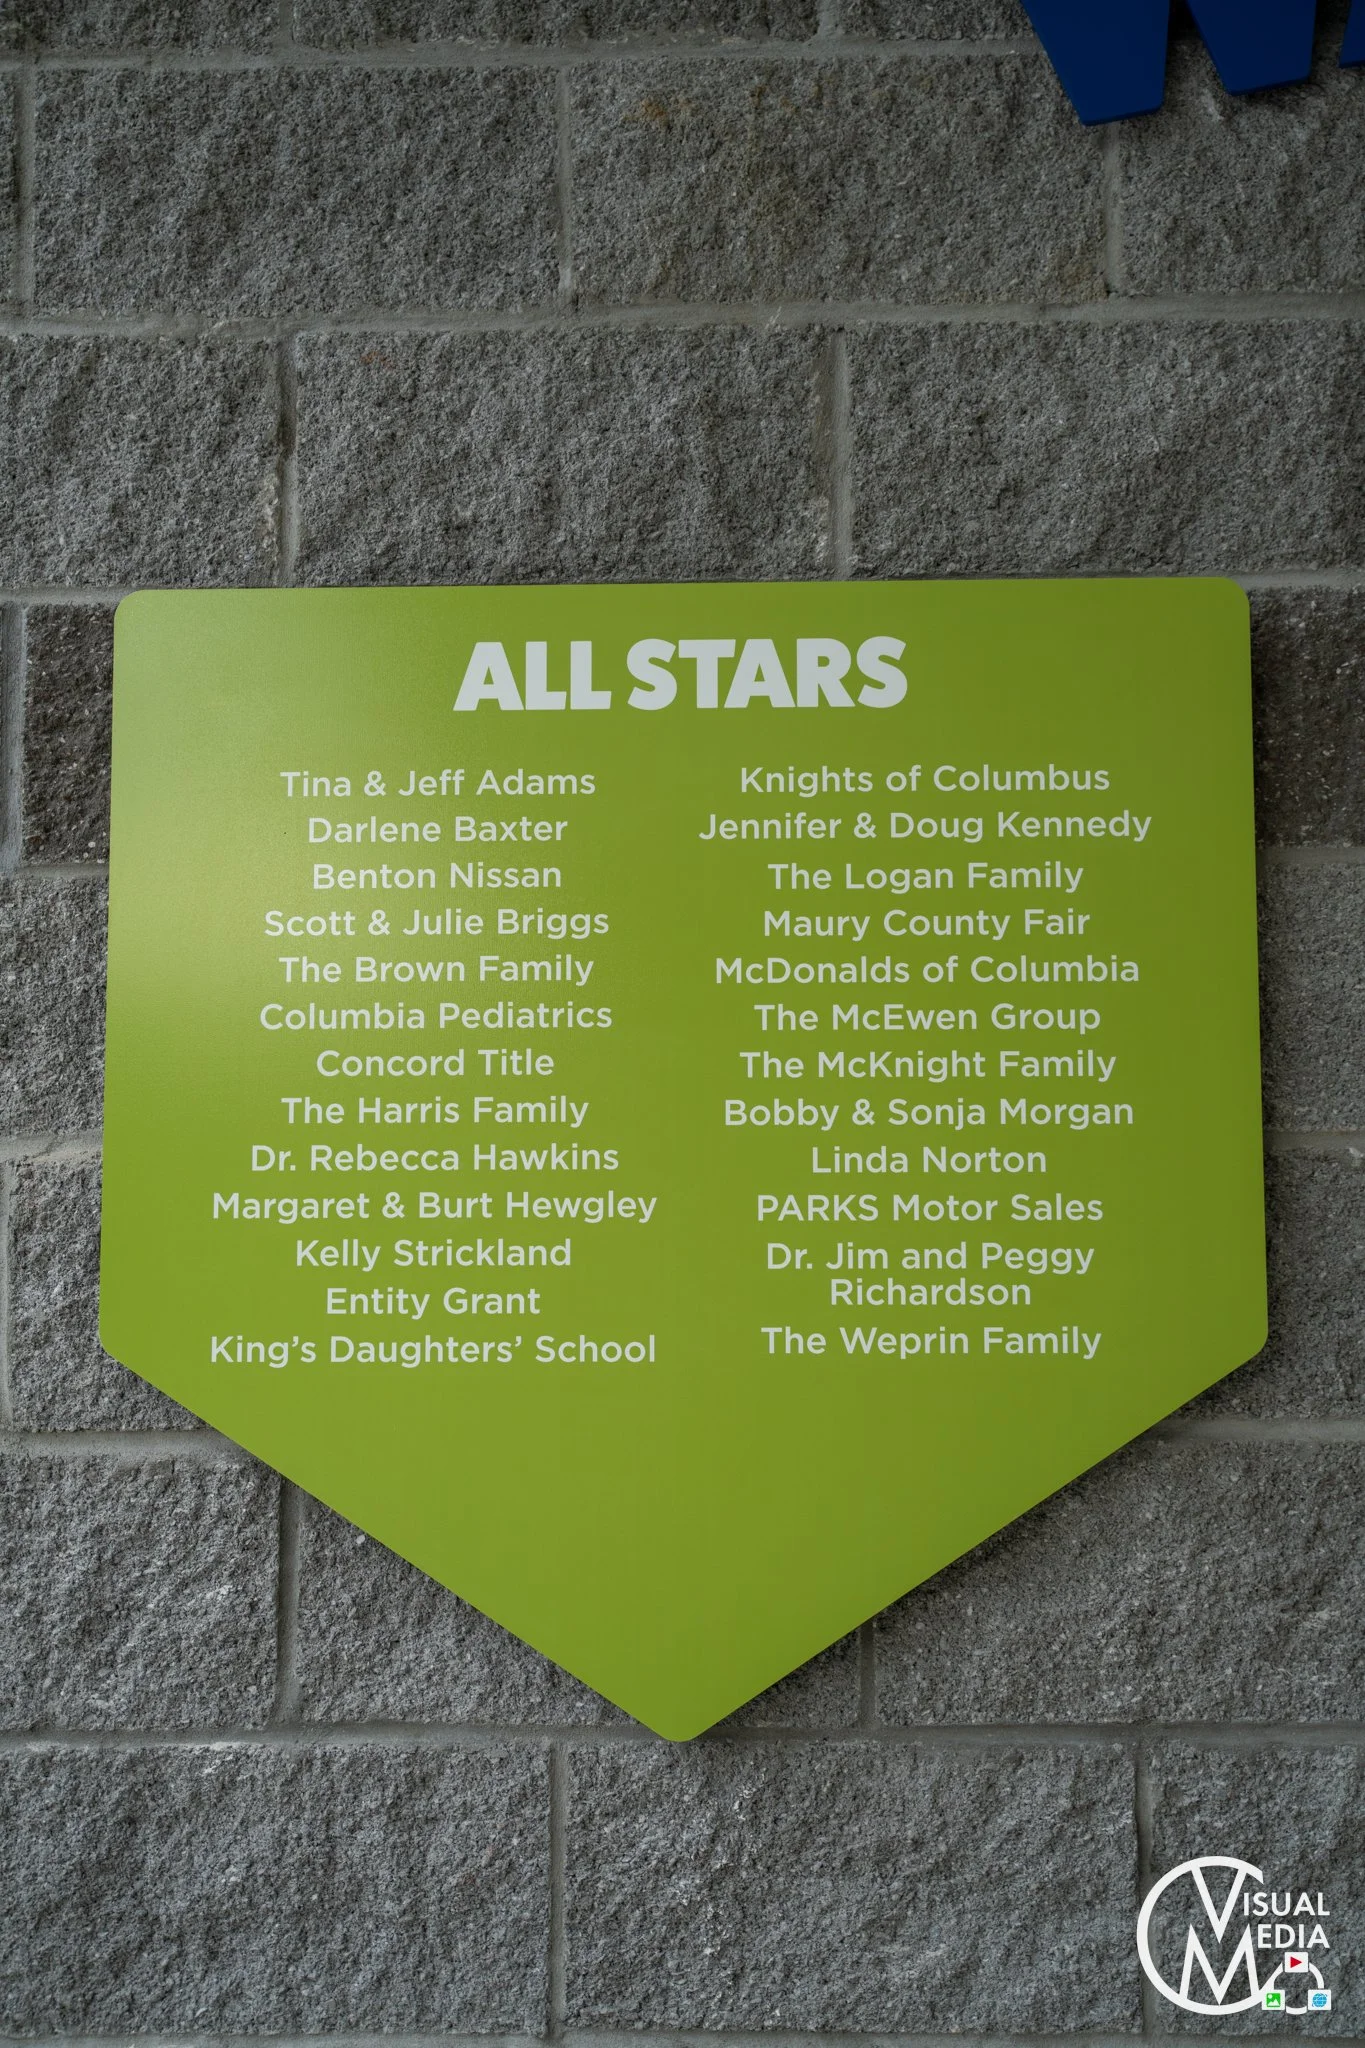 ALL STARS
Tina & Jeff Adams
Darlene Baxter
Benton Nissan
Scott & Julie Briggs
The Brown Family
Columbia Pediatrics
Concord Title
The Harris Family
Dr. Rebecca Hawkins
Margaret & Burt Hewgley
Kelly Strickland
Entity Grant
King's Daughters' School
Knights of Columbus
Jennifer & Doug Kennedy
The Logan Family
Maury County Fair
McDonalds of Columbia
The McEwen Group
The McKnight Family
Bobby & Sonja Morgan
Linda Norton
PARKS Motor Sales
Dr. Jim and Peggy
Richardson
The Weprin Family
VISUAL
MEDIA